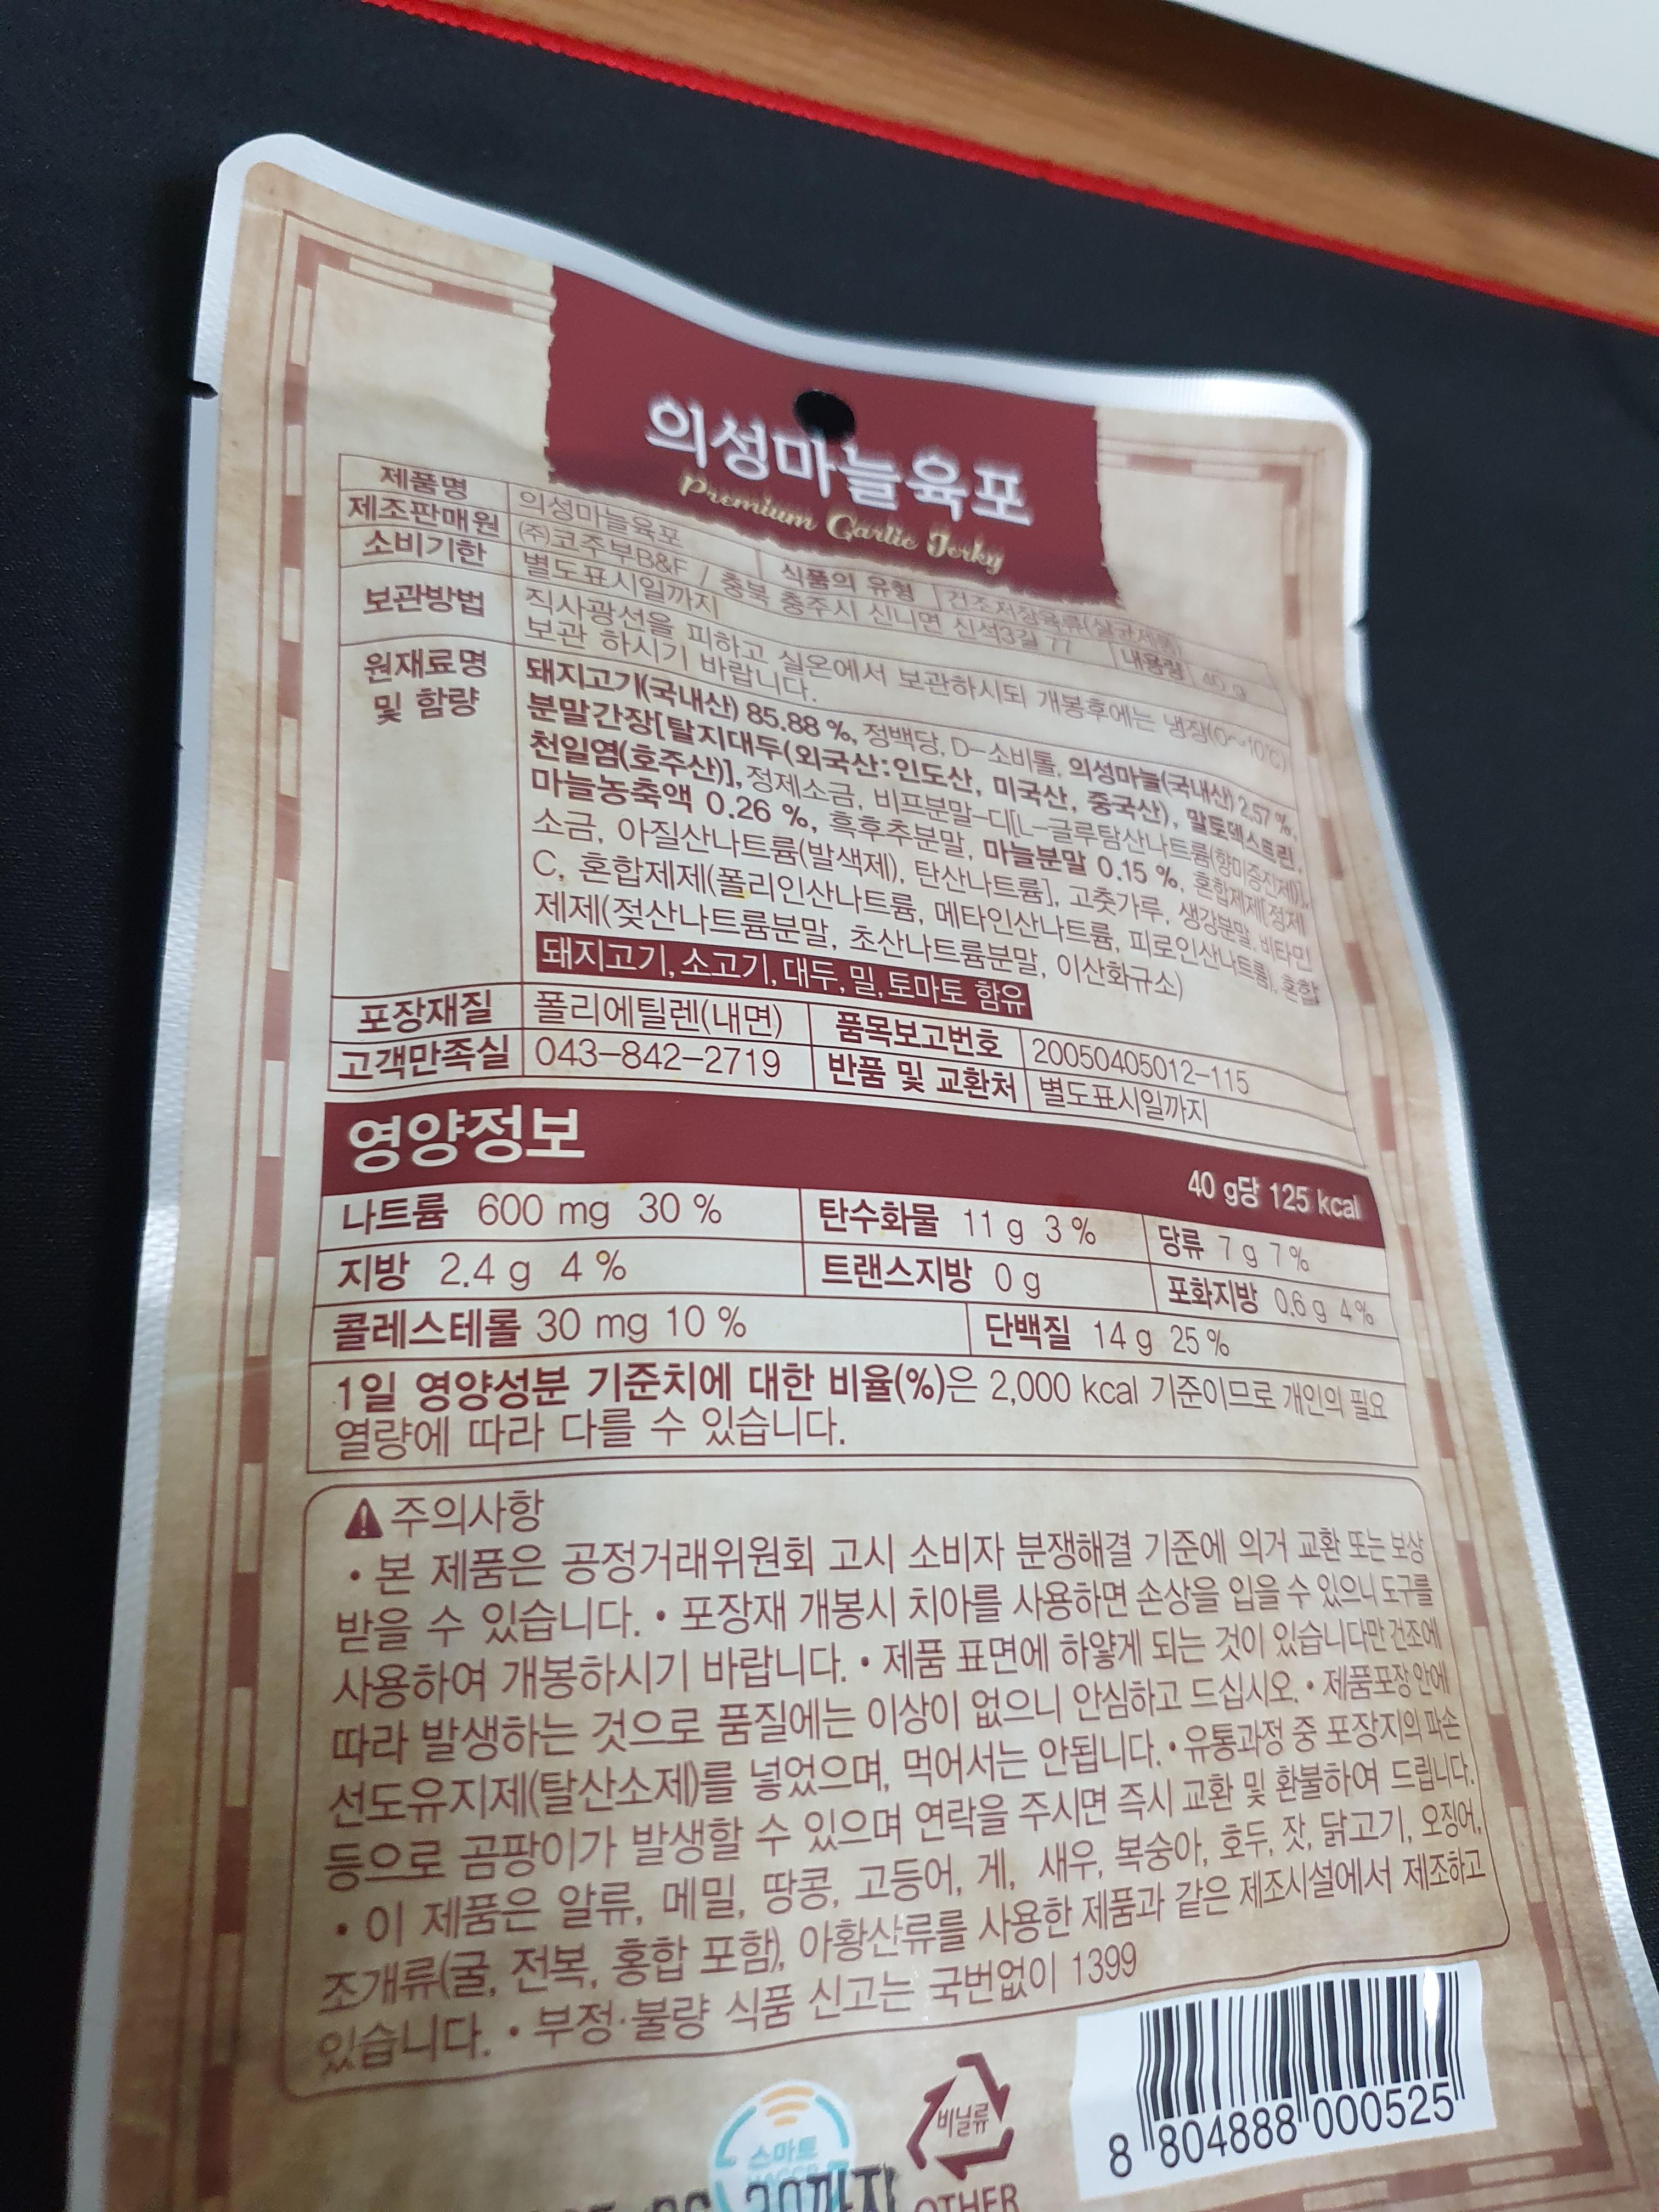 의성마늘육포
Premium Garlic Jerky
제품명 의성마늘육포 식품의 유형 건조저장육류(살균제품)
제조판매원 (주)코주부B&F / 충북 충주시 신니면 신석3길 77
소비기한 별도표시일까지 내용량 40 g
보관방법 직사광선을 피하고 실온에서 보관하시되 개봉후에는 냉장(0~10℃)
보관 하시기 바랍니다.
원재료명 및 함량 돼지고기(국내산) 85.88 %, 정백당, D-소비톨, 의성마늘(국내산) 2.57 %,
분말간장[탈지대두(외국산:인도산, 미국산, 중국산), 말토덱스트린,
천일염(호주산)], 정제소금, 비프분말-디[L-글루탐산나트륨(향미증진제)],
마늘농축액 0.26 %, 흑후추분말, 마늘분말 0.15 %, 혼합제제[정제
소금, 아질산나트륨(발색제), 탄산나트륨], 고춧가루, 생강분말, 비타민
C, 혼합제제(폴리인산나트륨, 메타인산나트륨, 피로인산나트륨), 혼합
제제(젖산나트륨분말, 초산나트륨분말, 이산화규소)
돼지고기, 소고기, 대두, 밀, 토마토 함유
포장재질 폴리에틸렌(내면) 품목보고번호 20050405012-115
고객만족실 043-842-2719 반품 및 교환처 별도표시일까지
영양정보 40 g당 125 kcal
나트륨 600 mg 30 % 탄수화물 11 g 3 % 당류 7 g 7 %
지방 2.4 g 4 % 트랜스지방 0 g 포화지방 0.6 g 4 %
콜레스테롤 30 mg 10 % 단백질 14 g 25 %
1일 영양성분 기준치에 대한 비율(%)은 2,000 kcal 기준이므로 개인의 필요
열량에 따라 다를 수 있습니다.
주의사항
• 본 제품은 공정거래위원회 고시 소비자 분쟁해결 기준에 의거 교환 또는 보상
받을 수 있습니다. • 포장재 개봉시 치아를 사용하면 손상을 입을 수 있으니 도구를
사용하여 개봉하시기 바랍니다. • 제품 표면에 하얗게 되는 것이 있습니다만 건조에
따라 발생하는 것으로 품질에는 이상이 없으니 안심하고 드십시오. • 제품포장 안에
선도유지제(탈산소제)를 넣었으며, 먹어서는 안됩니다. • 유통과정 중 포장지의 파손
등으로 곰팡이가 발생할 수 있으며 연락을 주시면 즉시 교환 및 환불하여 드립니다.
• 이 제품은 알류, 메밀, 땅콩, 고등어, 게, 새우, 복숭아, 호두, 잣, 닭고기, 오징어,
조개류(굴, 전복, 홍합 포함), 아황산류를 사용한 제품과 같은 제조시설에서 제조하고
있습니다. • 부정·불량 식품 신고는 국번없이 1399
스마트
비닐류
OTHER
8 804888 000525